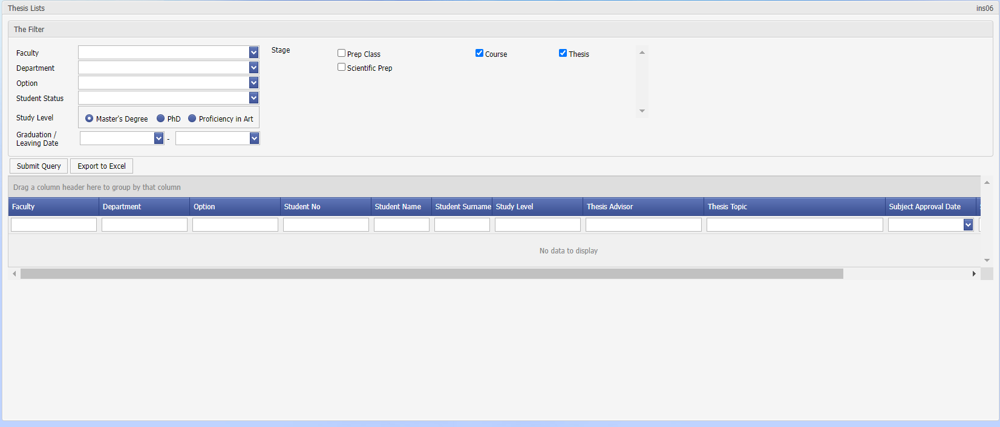 Thesis Lists ins06
The Filter
Faculty
Department
Option
Student Status
Study Level Master's Degree PhD Proficiency in Art
Graduation /
Leaving Date -
Stage Prep Class Course Thesis
Scientific Prep
Submit Query Export to Excel
Drag a column header here to group by that column
Faculty Department Option Student No Student Name Student Surname Study Level Thesis Advisor Thesis Topic Subject Approval Date
No data to display